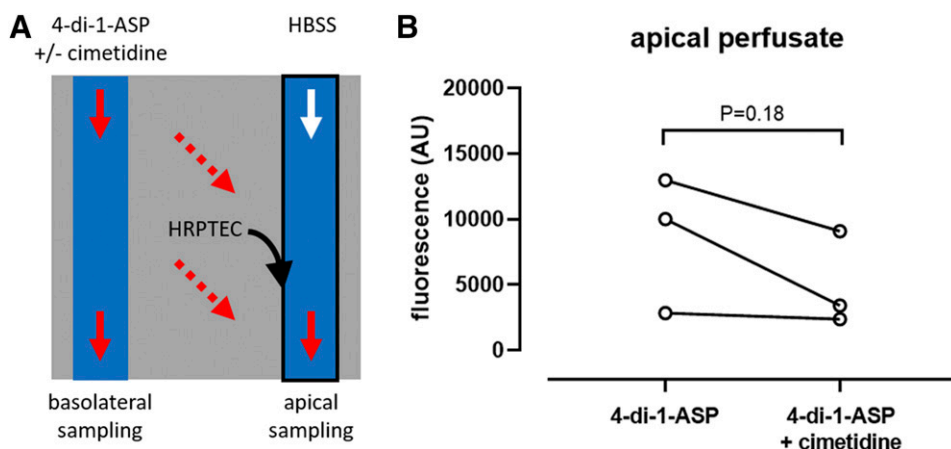 A
4-di-1-ASP
+/- cimetidine
HBSS
HRPTEC
basolateral
sampling
apical
sampling
B
apical perfusate
P=0.18
fluorescence (AU)
20000
15000
10000
5000
0
4-di-1-ASP
4-di-1-ASP
+ cimetidine